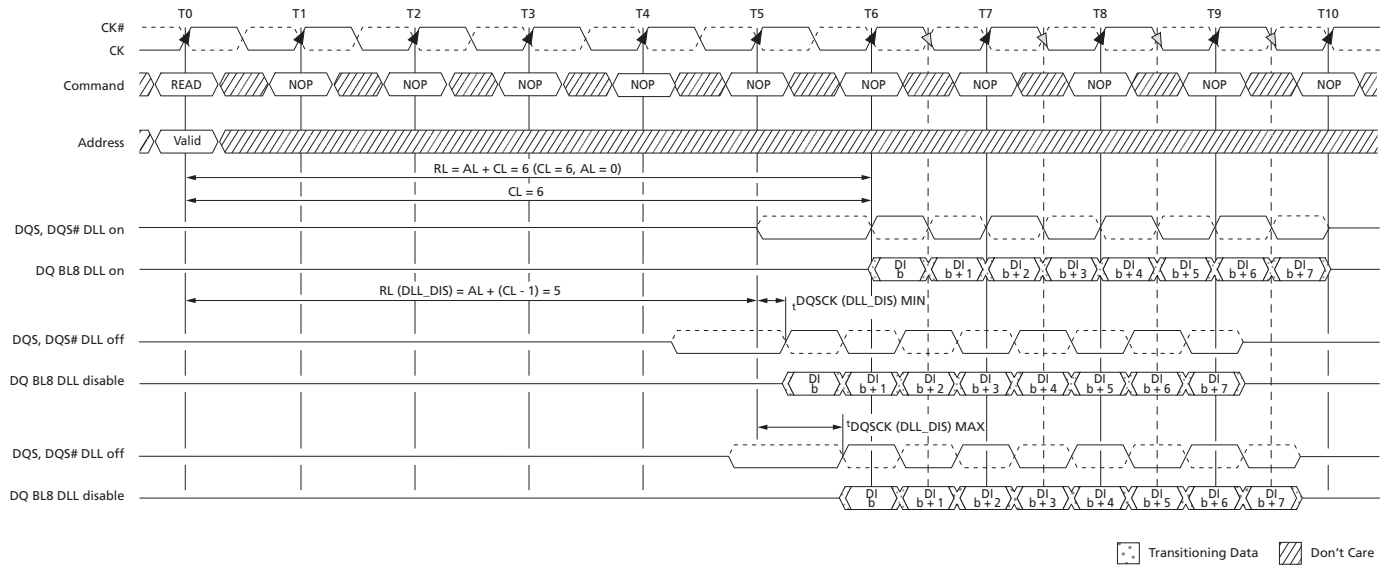 T0 T1 T2 T3 T4 T5 T6 T7 T8 T9 T10
CK#
CK
Command READ NOP NOP NOP NOP NOP NOP NOP NOP NOP NOP
Address Valid
RL = AL + CL = 6 (CL = 6, AL = 0)
CL = 6
DQS, DQS# DLL on
DQ BL8 DLL on DI b DI b + 1 DI b + 2 DI b + 3 DI b + 4 DI b + 5 DI b + 6 DI b + 7
RL (DLL_DIS) = AL + (CL - 1) = 5
tDQSCK (DLL_DIS) MIN
DQS, DQS# DLL off
DQ BL8 DLL disable DI b DI b + 1 DI b + 2 DI b + 3 DI b + 4 DI b + 5 DI b + 6 DI b + 7
tDQSCK (DLL_DIS) MAX
DQS, DQS# DLL off
DQ BL8 DLL disable DI b DI b + 1 DI b + 2 DI b + 3 DI b + 4 DI b + 5 DI b + 6 DI b + 7
Transitioning Data Don't Care